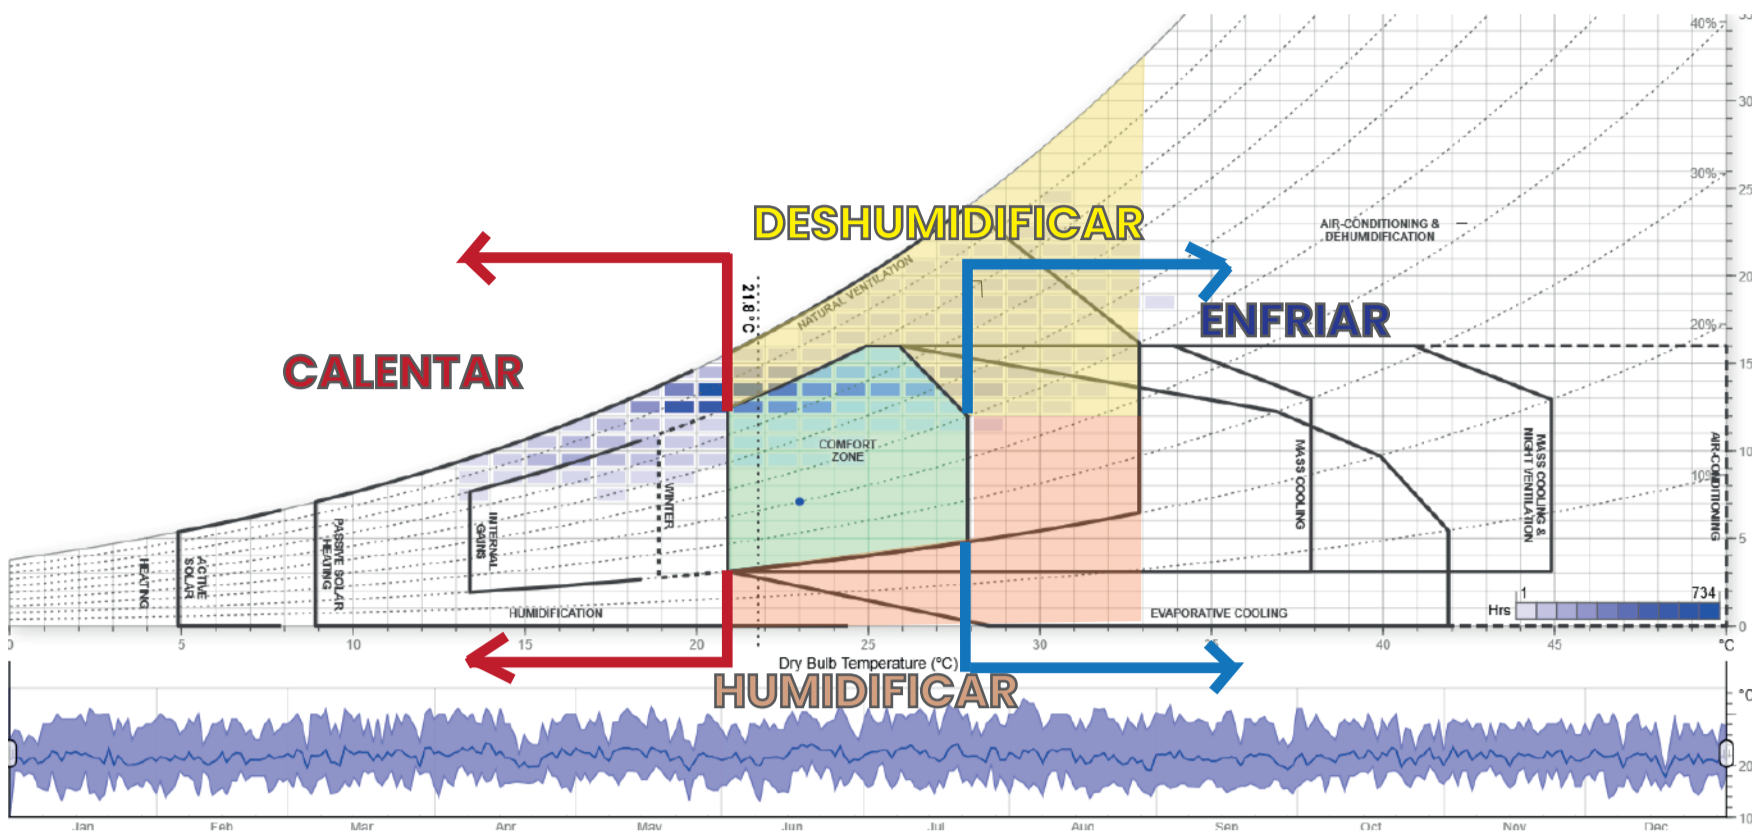 40%
30
30%
25
DESHUMIDIFICAR
AIR-CONDITIONING &
DEHUMIDIFICATION
NATURAL VENTILATION
20
21.8 °C
ENFRIAR
20%
CALENTAR
15
COMFORT
ZONE
10
10%
WINTER
MASS COOLING
MASS COOLING &
NIGHT VENTILATION
AIR-CONDITIONING
INTERNAL
GAINS
PASSIVE SOLAR
HEATING
ACTIVE
SOLAR
HEATING
5
1
734
Hrs
HUMIDIFICATION
EVAPORATIVE COOLING
0
0
5
10
15
20
25
30
35
40
45
°C
Dry Bulb Temperature (°C)
HUMIDIFICAR
°C
20
10
Jan
Feb
Mar
Apr
May
Jun
Jul
Aug
Sep
Oct
Nov
Dec